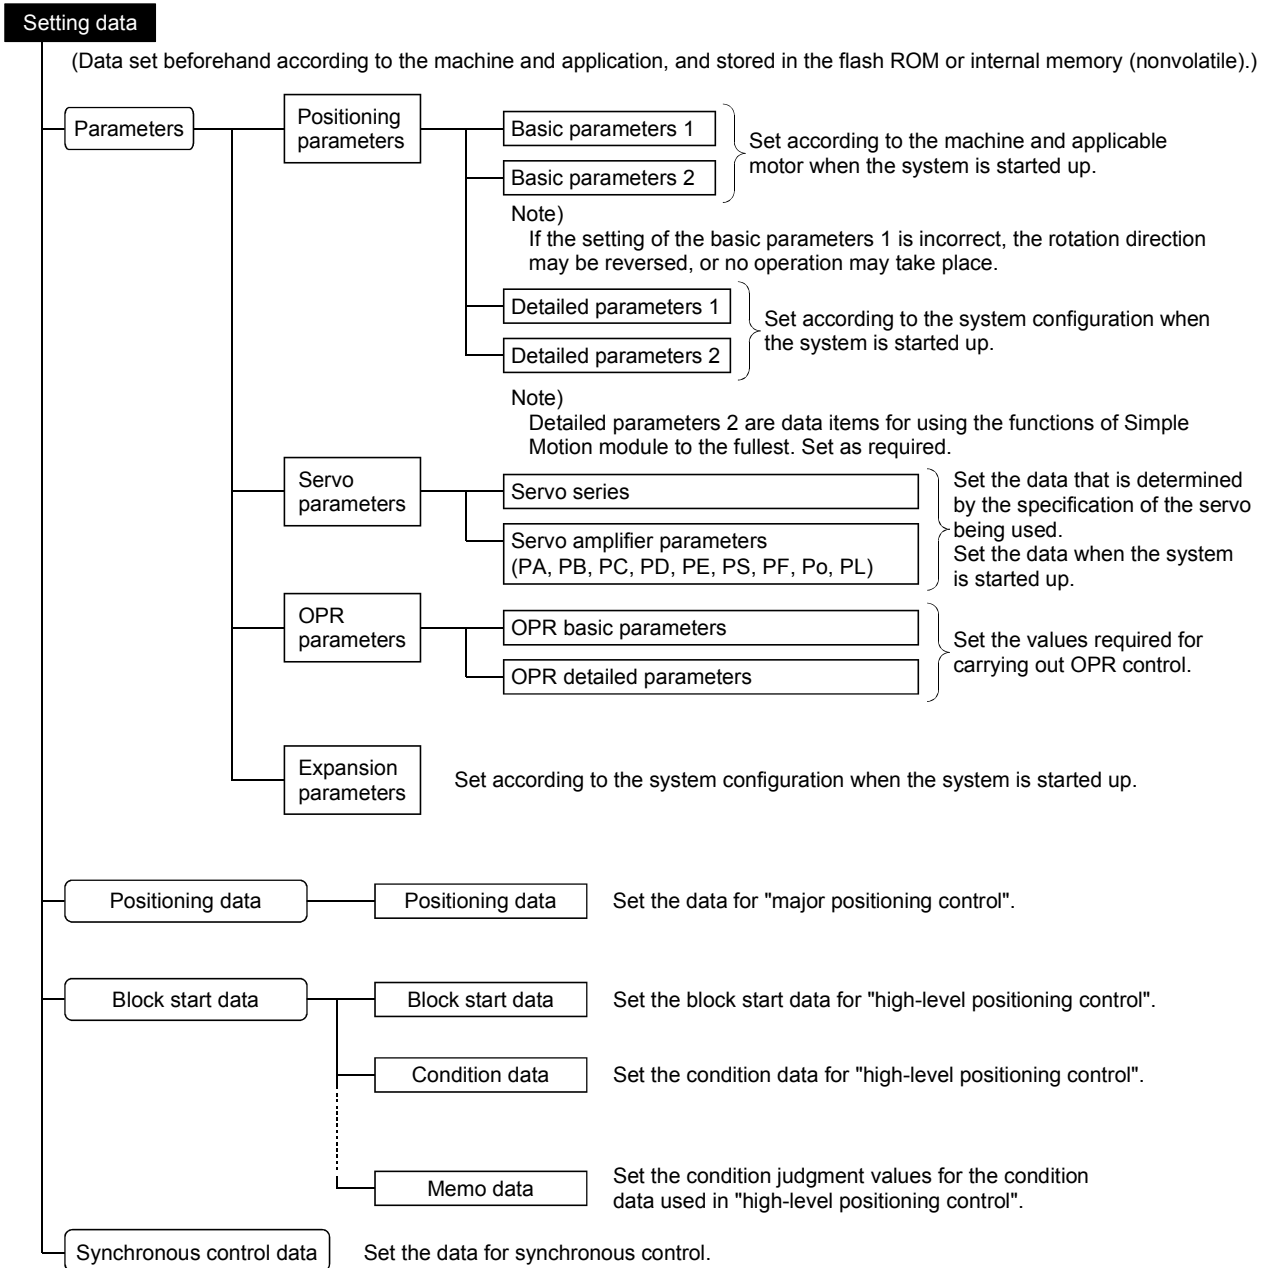 Setting data
(Data set beforehand according to the machine and application, and stored in the flash ROM or internal memory (nonvolatile).)
Parameters
Positioning
parameters
Basic parameters 1
Basic parameters 2
Set according to the machine and applicable
motor when the system is started up.
Note)
If the setting of the basic parameters 1 is incorrect, the rotation direction
may be reversed, or no operation may take place.
Detailed parameters 1
Detailed parameters 2
Set according to the system configuration when
the system is started up.
Note)
Detailed parameters 2 are data items for using the functions of Simple
Motion module to the fullest. Set as required.
Servo
parameters
Servo series
Servo amplifier parameters
(PA, PB, PC, PD, PE, PS, PF, Po, PL)
Set the data that is determined
by the specification of the servo
being used.
Set the data when the system
is started up.
OPR
parameters
OPR basic parameters
OPR detailed parameters
Set the values required for
carrying out OPR control.
Expansion
parameters
Set according to the system configuration when the system is started up.
Positioning data
Positioning data
Set the data for "major positioning control".
Block start data
Block start data
Set the block start data for "high-level positioning control".
Condition data
Set the condition data for "high-level positioning control".
Memo data
Set the condition judgment values for the condition
data used in "high-level positioning control".
Synchronous control data
Set the data for synchronous control.